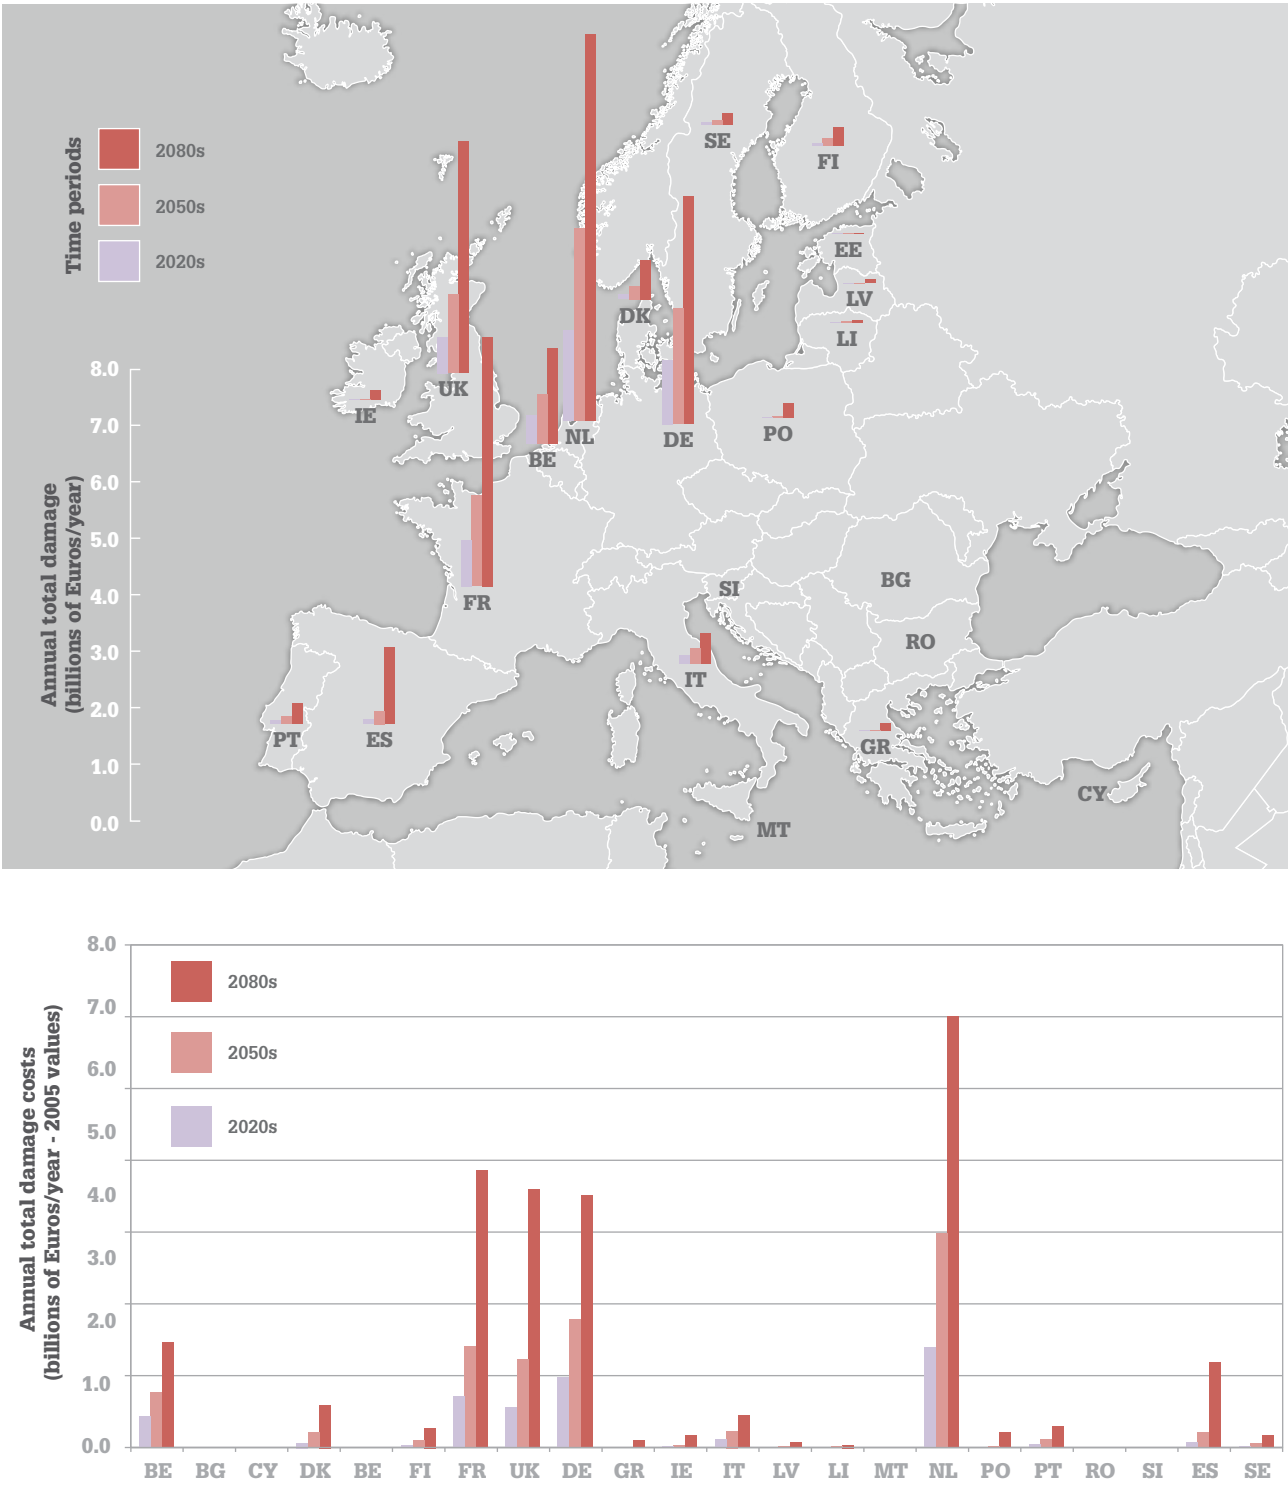 Time periods
2080s
2050s
2020s
Annual total damage
(billions of Euros/year)
8.0
7.0
6.0
5.0
4.0
3.0
2.0
1.0
0.0
SE
FI
EE
LV
LI
DK
UK
IE
NL
DE
PO
BE
FR
SI
BG
RO
IT
PT
ES
GR
CY
MT
Annual total damage costs
(billions of Euros/year - 2005 values)
8.0
7.0
6.0
5.0
4.0
3.0
2.0
1.0
0.0
2080s
2050s
2020s
BE BG CY DK BE FI FR UK DE GR IE IT LV LI MT NL PO PT RO SI ES SE